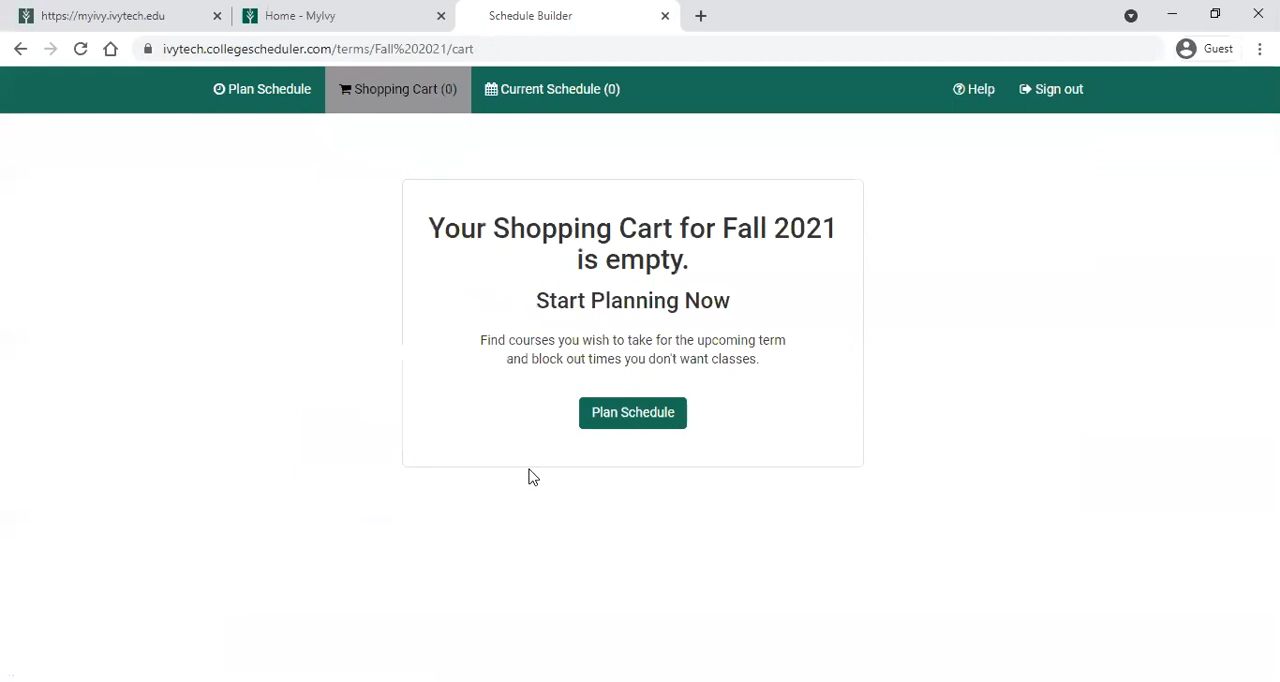 https://myivy.ivytech.edu
Home - MyIvy
Schedule Builder
ivytech.collegescheduler.com/terms/Fall%202021/cart
Guest
Plan Schedule
Shopping Cart (0)
Current Schedule (0)
Help
Sign out
Your Shopping Cart for Fall 2021
is empty.
Start Planning Now
Find courses you wish to take for the upcoming term
and block out times you don't want classes.
Plan Schedule